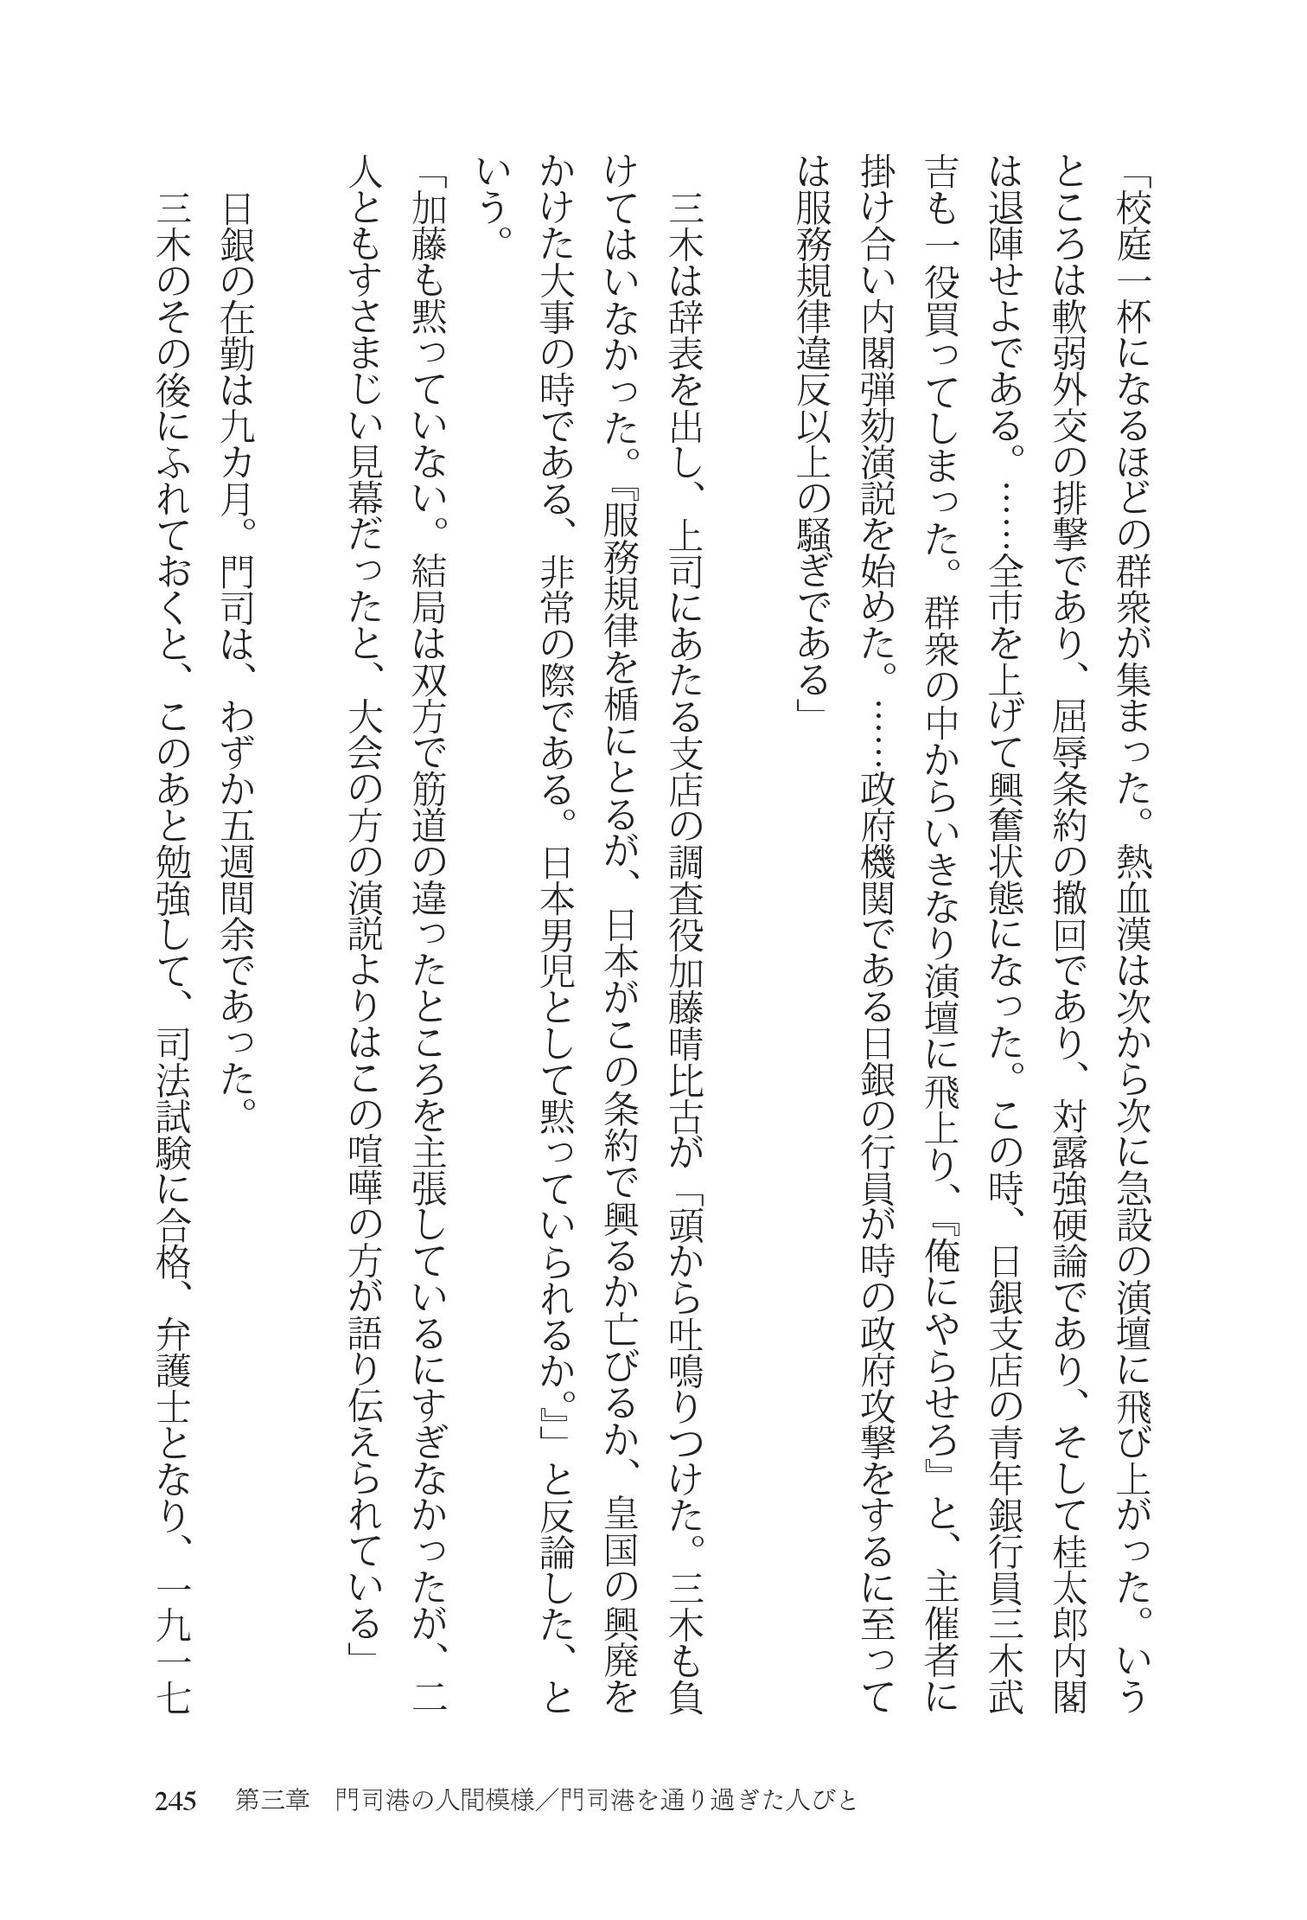 「校庭一杯になるほどの群衆が集まった。熱血漢は次から次に急設の演壇に飛び上がった。いう
ところは軟弱外交の排撃であり、屈辱条約の撤回であり、対露強硬論であり、そして桂太郎内閣
は退陣せよである。……全市を上げて興奮状態になった。この時、日銀支店の青年銀行員三木武
吉も一役買ってしまった。群衆の中からいきなり演壇に飛上り、『俺にやらせろ』と、主催者に
掛け合い内閣弾劾演説を始めた。……政府機関である日銀の行員が時の政府攻撃をするに至って
は服務規律違反以上の騒ぎである」
三木は辞表を出し、上司にあたる支店の調査役加藤晴比古が「頭から吐鳴りつけた。三木も負
けてはいなかった。『服務規律を楯にとるが、日本がこの条約で興るか亡びるか、皇国の興廃を
かけた大事の時である、非常の際である。日本男児として黙っていられるか。』」と反論した、と
いう。
「加藤も黙っていない。結局は双方で筋道の違ったところを主張しているにすぎなかったが、二
人ともすさまじい見幕だったと、大会の方の演説よりはこの喧嘩の方が語り伝えられている」
日銀の在勤は九カ月。門司は、わずか五週間余であった。
三木のその後にふれておくと、このあと勉強して、司法試験に合格、弁護士となり、一九一七
245 第三章 門司港の人間模様／門司港を通り過ぎた人びと